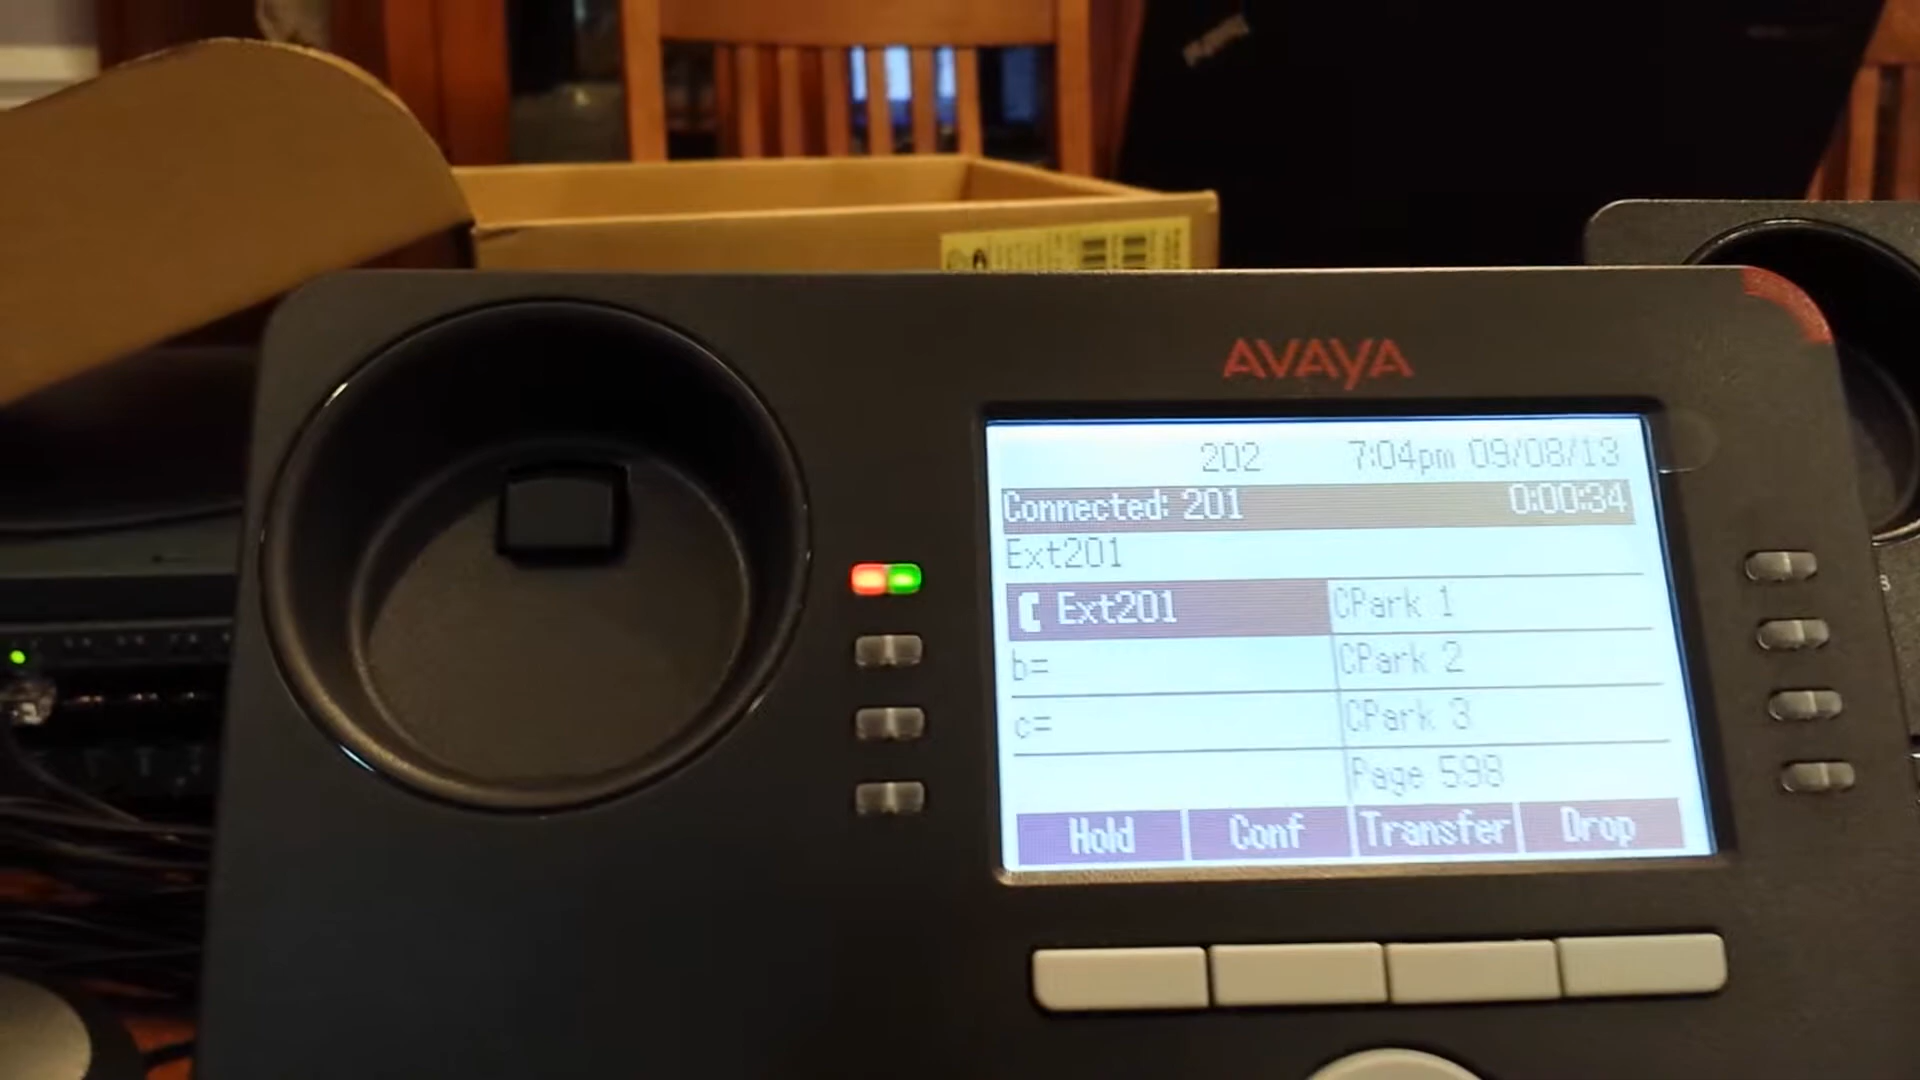 AVAYA
202 7:04pm 09/08/13
Connected: 201 0:00:34
Ext201
Ext201 CPark 1
b= CPark 2
c= CPark 3
Page 598
Hold Conf Transfer Drop